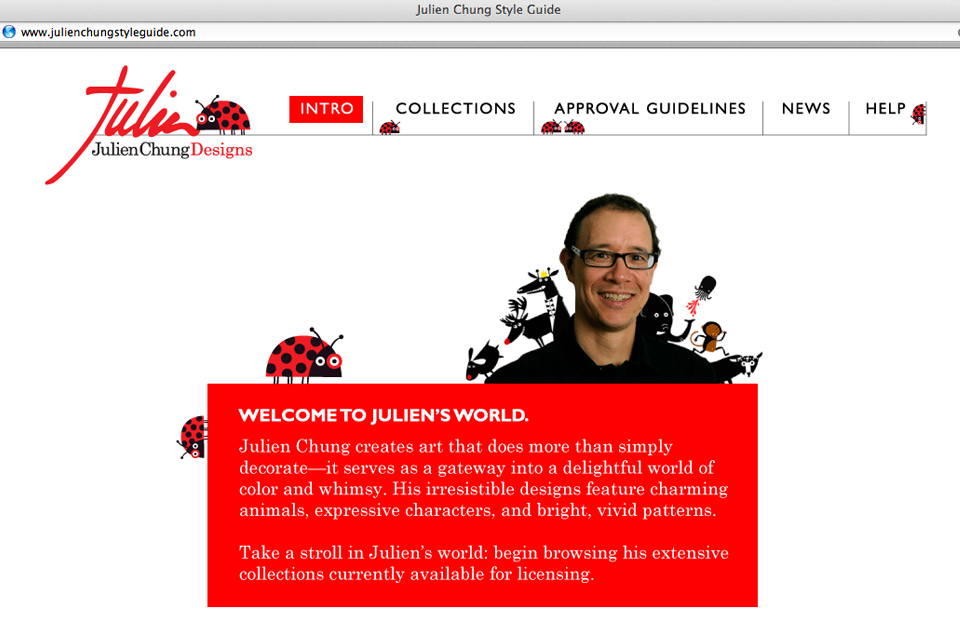 Julien Chung Style Guide
www.julienchungstyleguide.com
Julien
JulienChungDesigns
INTRO
COLLECTIONS
APPROVAL GUIDELINES
NEWS
HELP
WELCOME TO JULIEN'S WORLD.
Julien Chung creates art that does more than simply
decorate—it serves as a gateway into a delightful world of
color and whimsy. His irresistible designs feature charming
animals, expressive characters, and bright, vivid patterns.
Take a stroll in Julien's world: begin browsing his extensive
collections currently available for licensing.